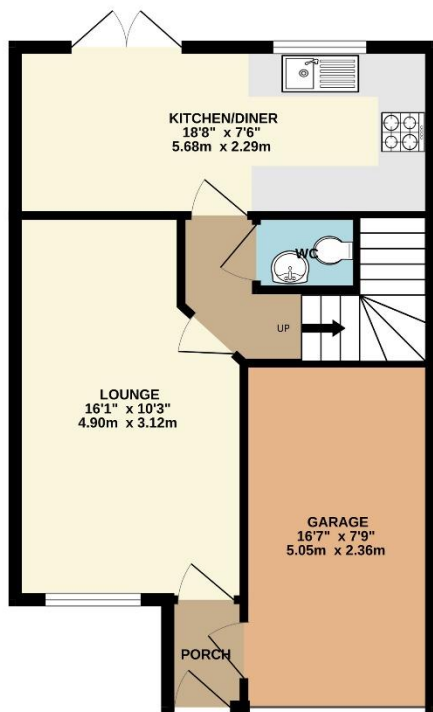 KITCHEN/DINER
18'8" x 7'6"
5.68m x 2.29m
WC
UP
LOUNGE
16'1" x 10'3"
4.90m x 3.12m
GARAGE
16'7" x 7'9"
5.05m x 2.36m
PORCH